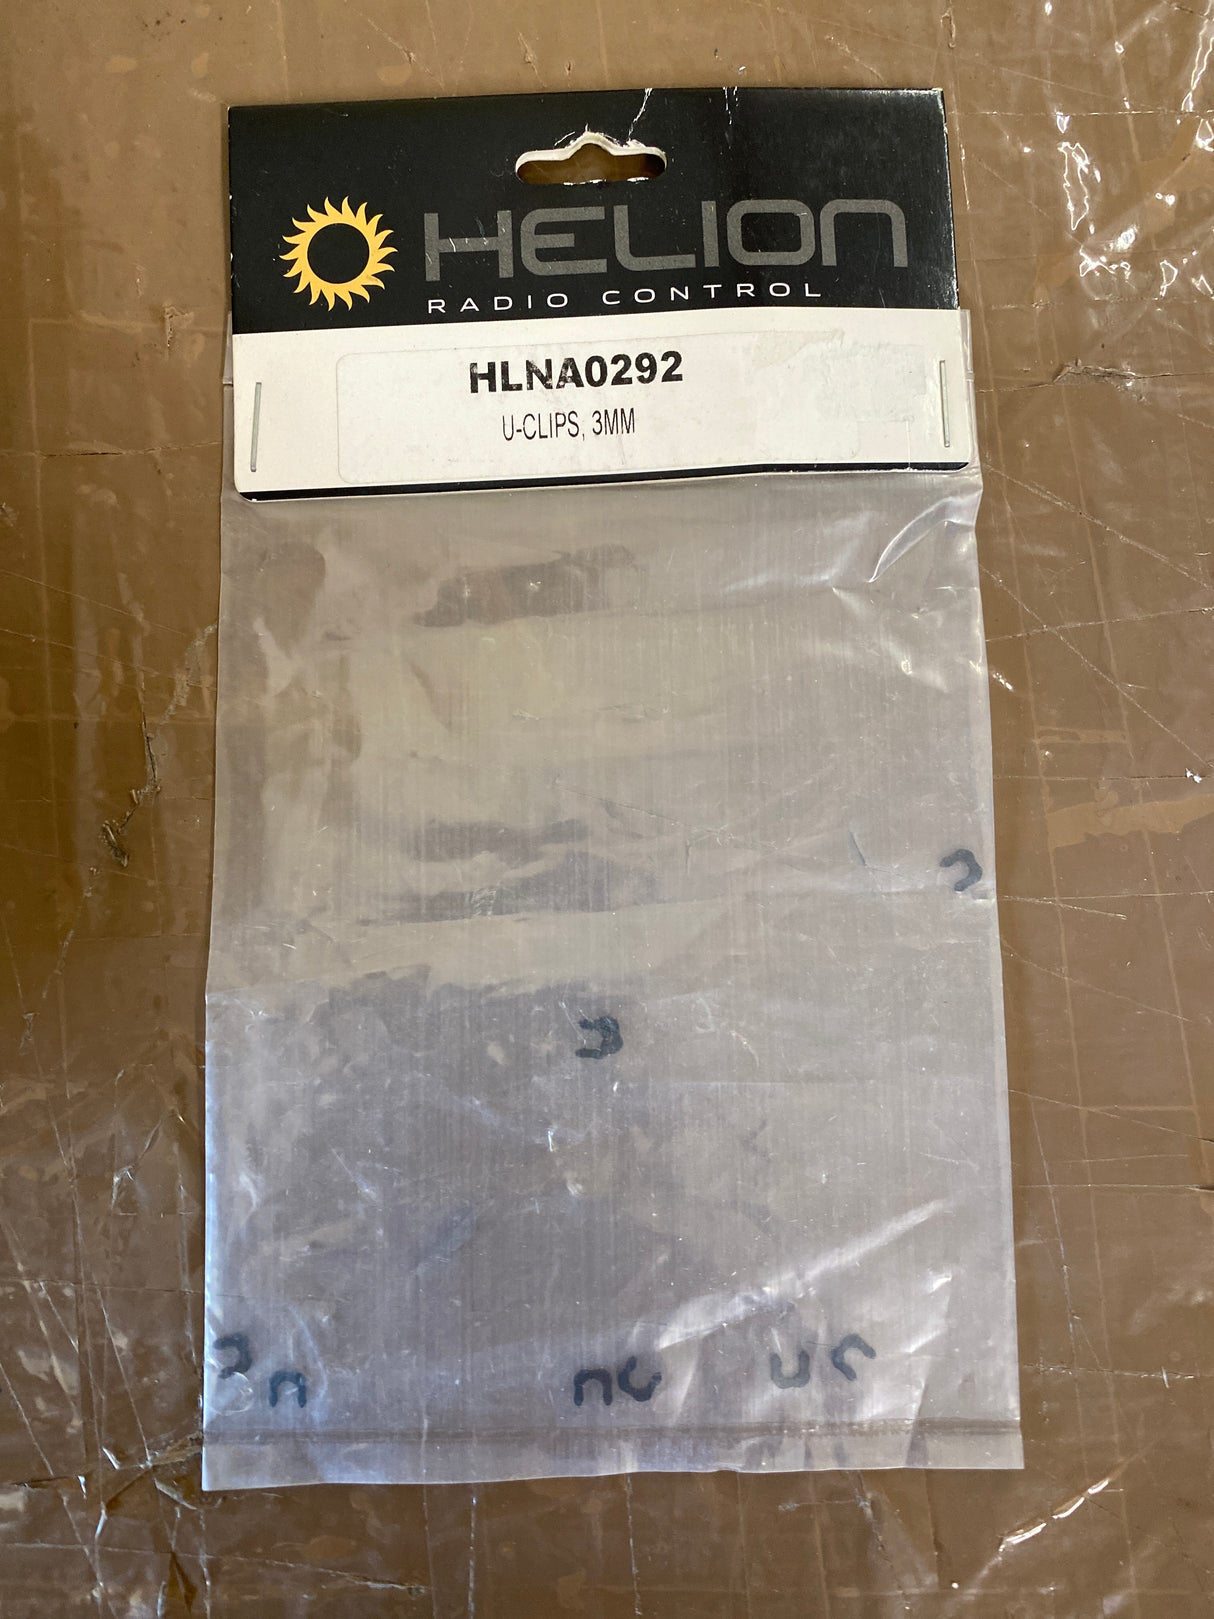 HELION
RADIO CONTROL
HLNA0292
U-CLIPS, 3MM